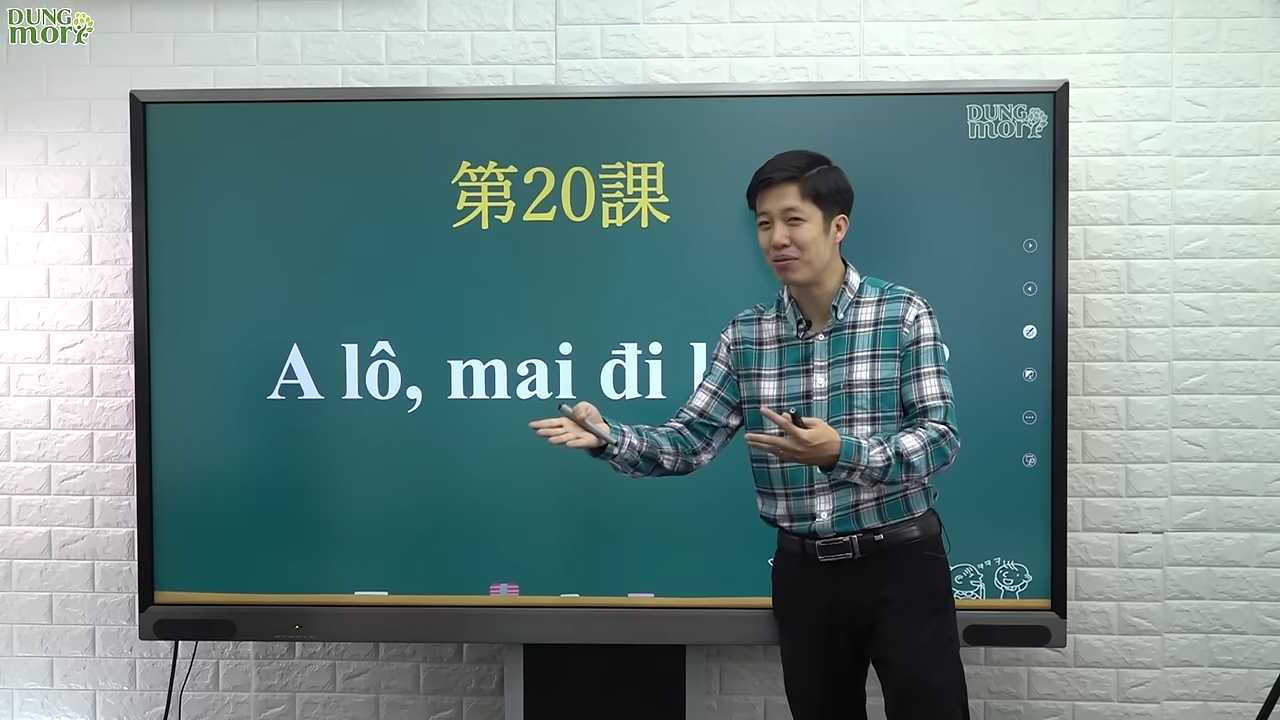 DUNG
mori
DUNG
mori
第20課
A lô, mai đi